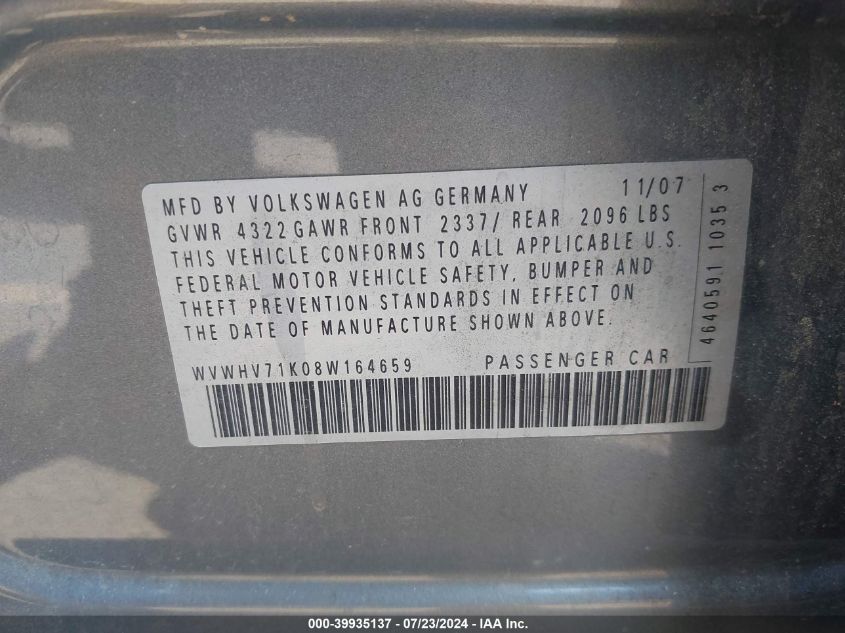 MFD BY VOLKSWAGEN AG GERMANY 11/07
GVWR 4322 GAWR FRONT 2337/ REAR 2096 LBS
THIS VEHICLE CONFORMS TO ALL APPLICABLE U.S.
FEDERAL MOTOR VEHICLE SAFETY, BUMPER AND
THEFT PREVENTION STANDARDS IN EFFECT ON
THE DATE OF MANUFACTURE SHOWN ABOVE.
WVWHV71K08W164659 PASSENGER CAR
4640591 1035 3
000-39935137 - 07/23/2024 - IAA Inc.